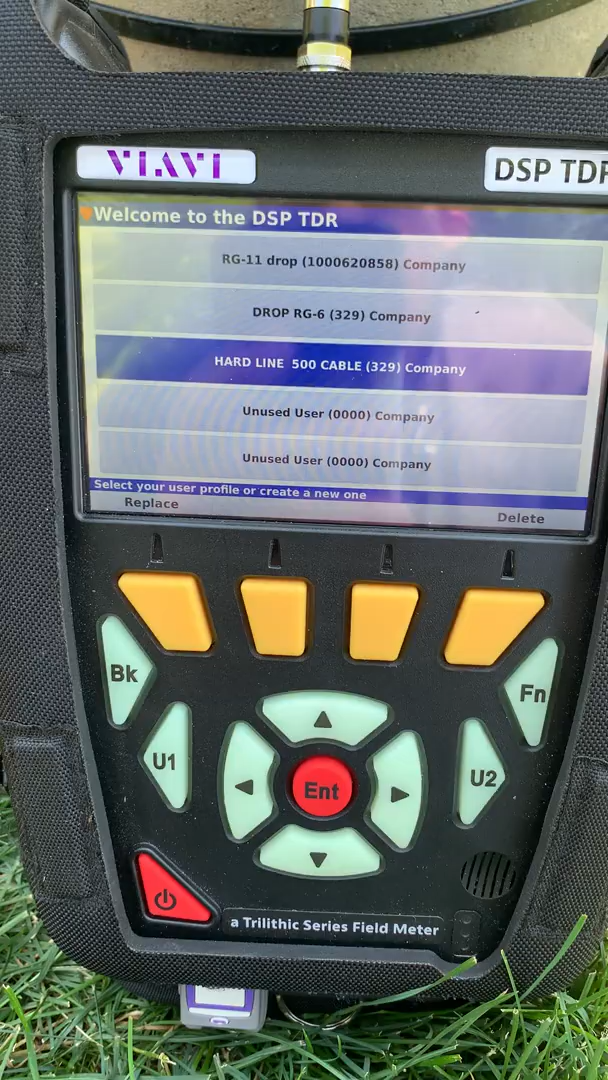 VIAVI
DSP TDR
Welcome to the DSP TDR
RG-11 drop (1000620858) Company
DROP RG-6 (329) Company
HARD LINE 500 CABLE (329) Company
Unused User (0000) Company
Unused User (0000) Company
Select your user profile or create a new one
Replace
Delete
Bk
Fn
U1
U2
Ent
a Trilithic Series Field Meter